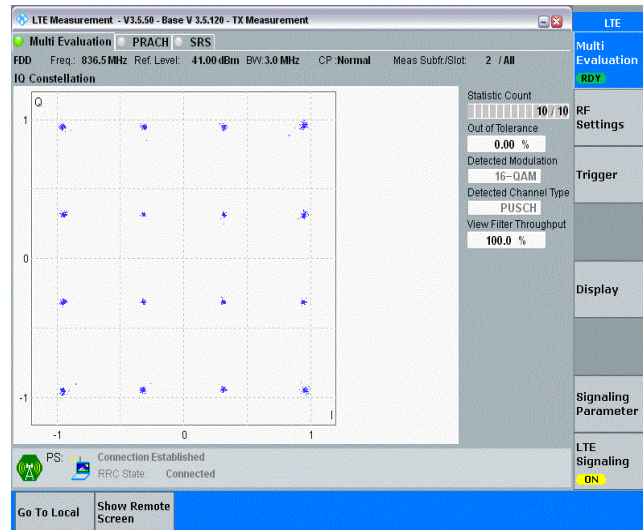 LTE Measurement - V3.5.50 - Base V 3.5.120 - TX Measurement
LTE
Multi Evaluation PRACH SRS
FDD Freq.: 836.5 MHz Ref. Level: 41.00 dBm BW: 3.0 MHz CP :Normal Meas Subfr./Slot: 2 / All
IQ Constellation
Multi
Evaluation
RDY
Q
1
0
-1
-1 0 1
I
Statistic Count
10 / 10
Out of Tolerance
0.00 %
Detected Modulation
16-QAM
Detected Channel Type
PUSCH
View Filter Throughput
100.0 %
RF
Settings
Trigger
Display
Signaling
Parameter
LTE
Signaling
ON
PS: Connection Established
RRC State: Connected
Go To Local
Show Remote
Screen